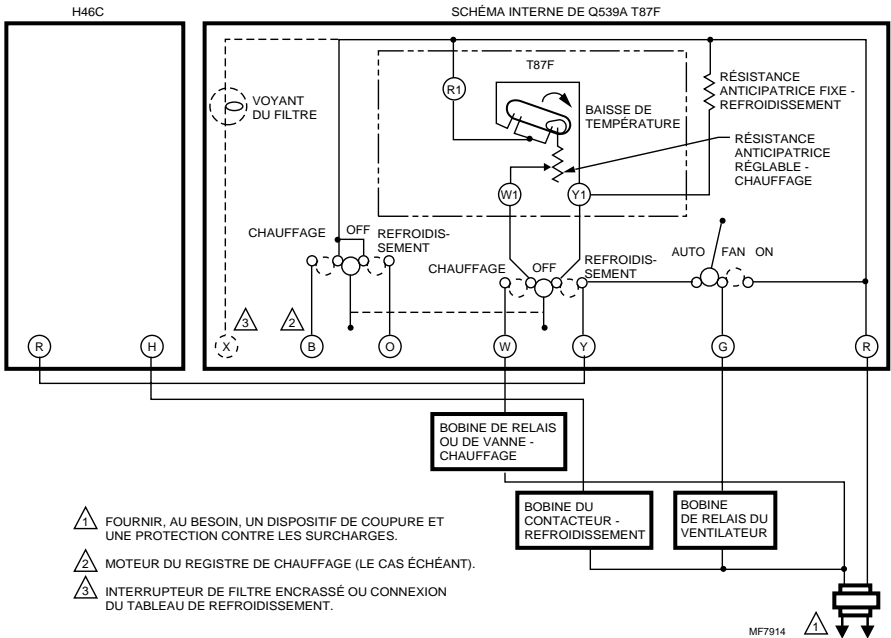 H46C
SCHÉMA INTERNE DE Q539A T87F
T87F
R1
VOYANT
DU FILTRE
BAISSE DE
TEMPÉRATURE
RÉSISTANCE
ANTICIPATRICE FIXE -
REFROIDISSEMENT
RÉSISTANCE
ANTICIPATRICE
RÉGLABLE -
CHAUFFAGE
W1
Y1
CHAUFFAGE
OFF
REFROIDIS-
SEMENT
CHAUFFAGE
OFF
REFROIDIS-
SEMENT
AUTO FAN ON
3
2
R
H
X
B
O
W
Y
G
R
BOBINE DE RELAIS
OU DE VANNE -
CHAUFFAGE
BOBINE DU
CONTACTEUR -
REFROIDISSEMENT
BOBINE
DE RELAIS DU
VENTILATEUR
1 FOURNIR, AU BESOIN, UN DISPOSITIF DE COUPURE ET
UNE PROTECTION CONTRE LES SURCHARGES.
2 MOTEUR DU REGISTRE DE CHAUFFAGE (LE CAS ÉCHÉANT).
3 INTERRUPTEUR DE FILTRE ENCRASSÉ OU CONNEXION
DU TABLEAU DE REFROIDISSEMENT.
MF7914
1